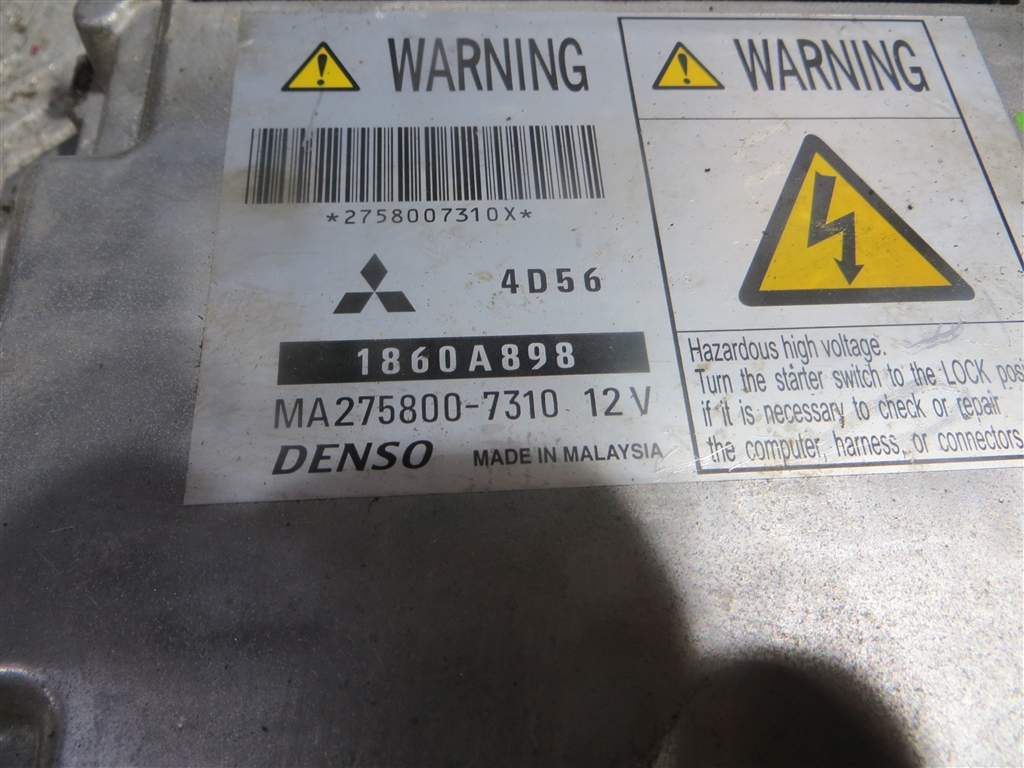 WARNING
*2758007310X*
4D56
1860A898
MA275800-7310 12V
DENSO MADE IN MALAYSIA
WARNING
Hazardous high voltage.
Turn the starter switch to the LOCK
if it is necessary to check or repair
the computer, harness, or connectors